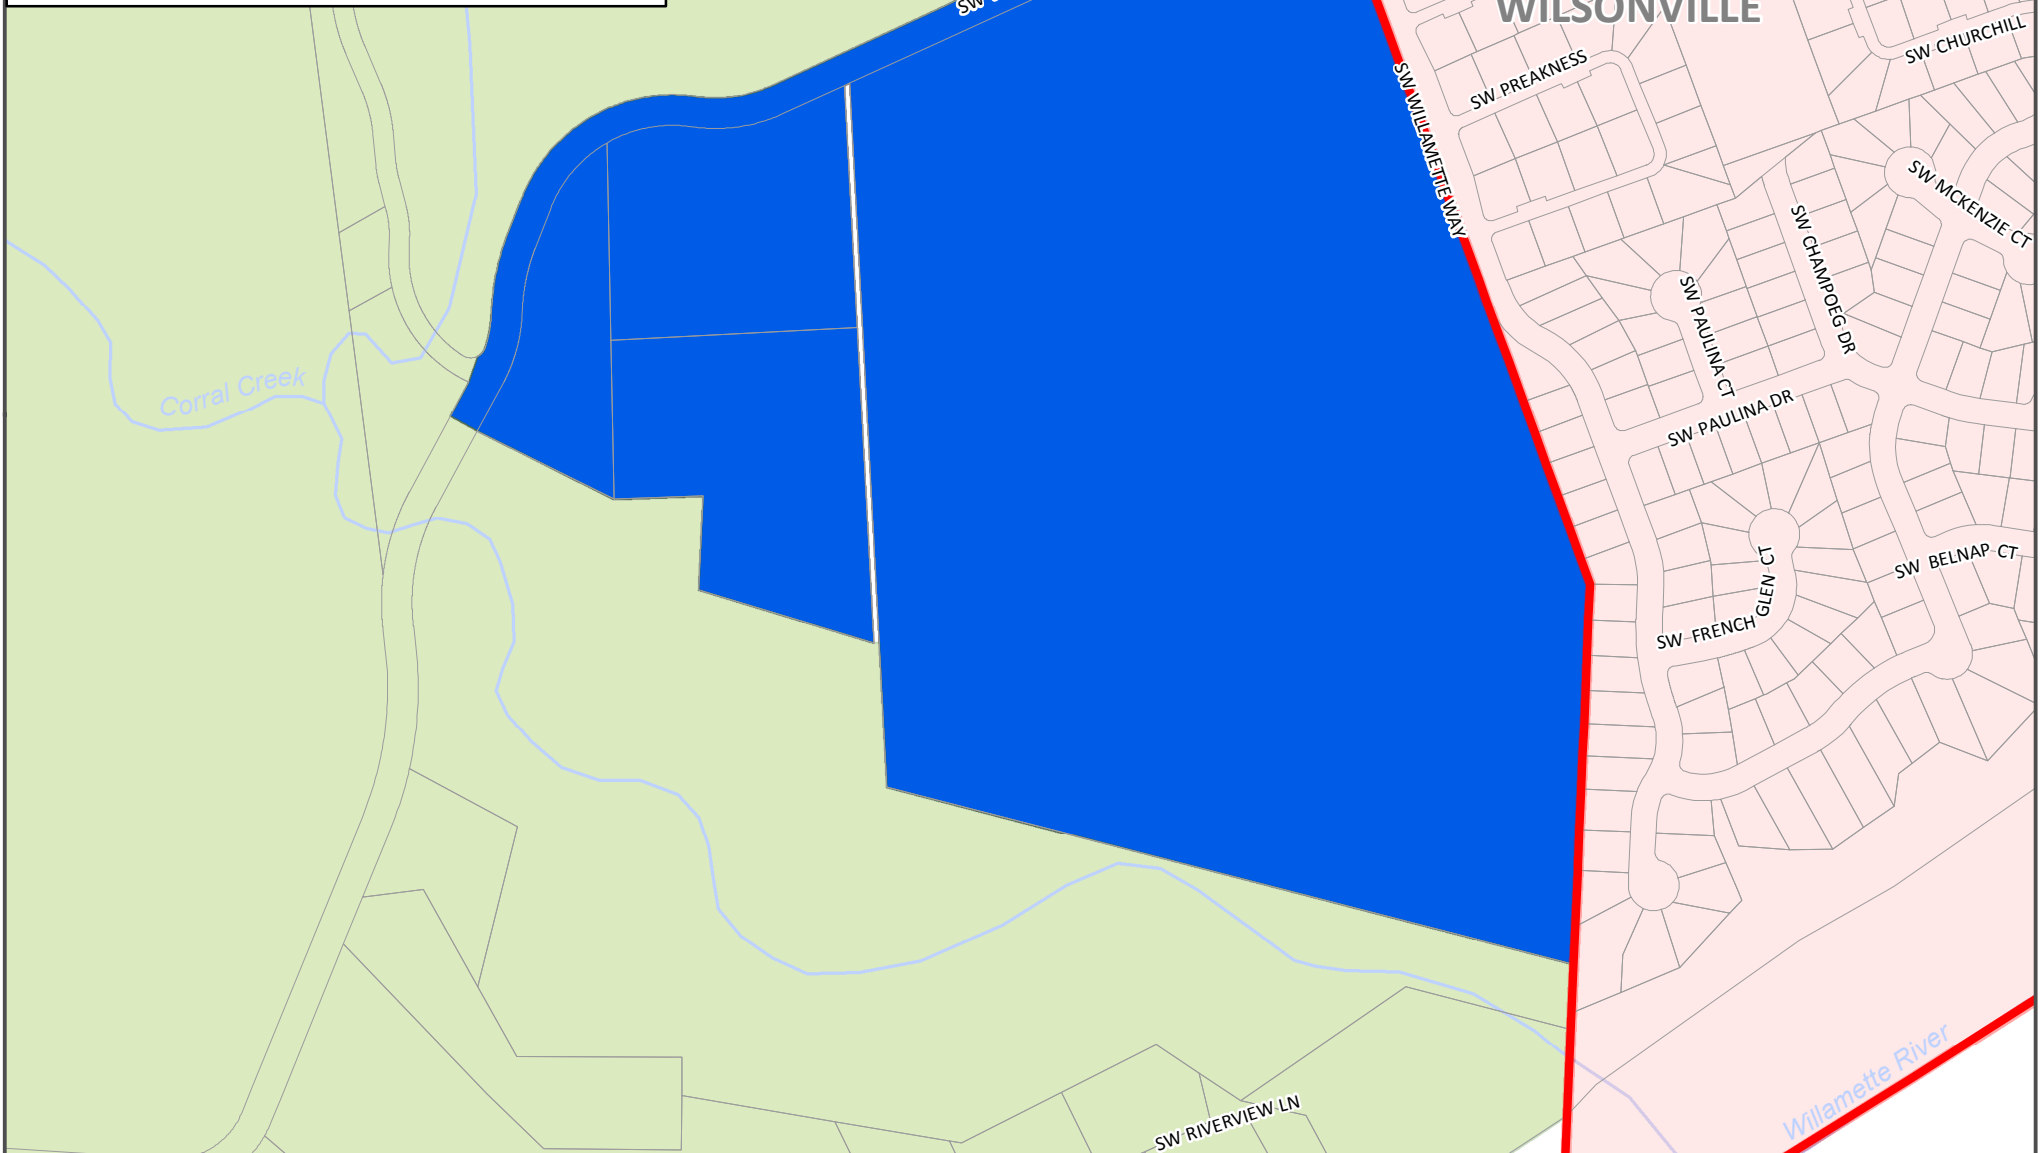 SW
WILSONVILLE
SW CHURCHILL
SW PREAKNESS
SW WILLAMETTE WAY
SW MCKENZIE CT
SW CHAMPOEG DR
SW PAULINA CT
Corral Creek
SW PAULINA DR
SW BELNAP CT
SW FRENCH GLEN CT
Willamette River
SW RIVERVIEW LN